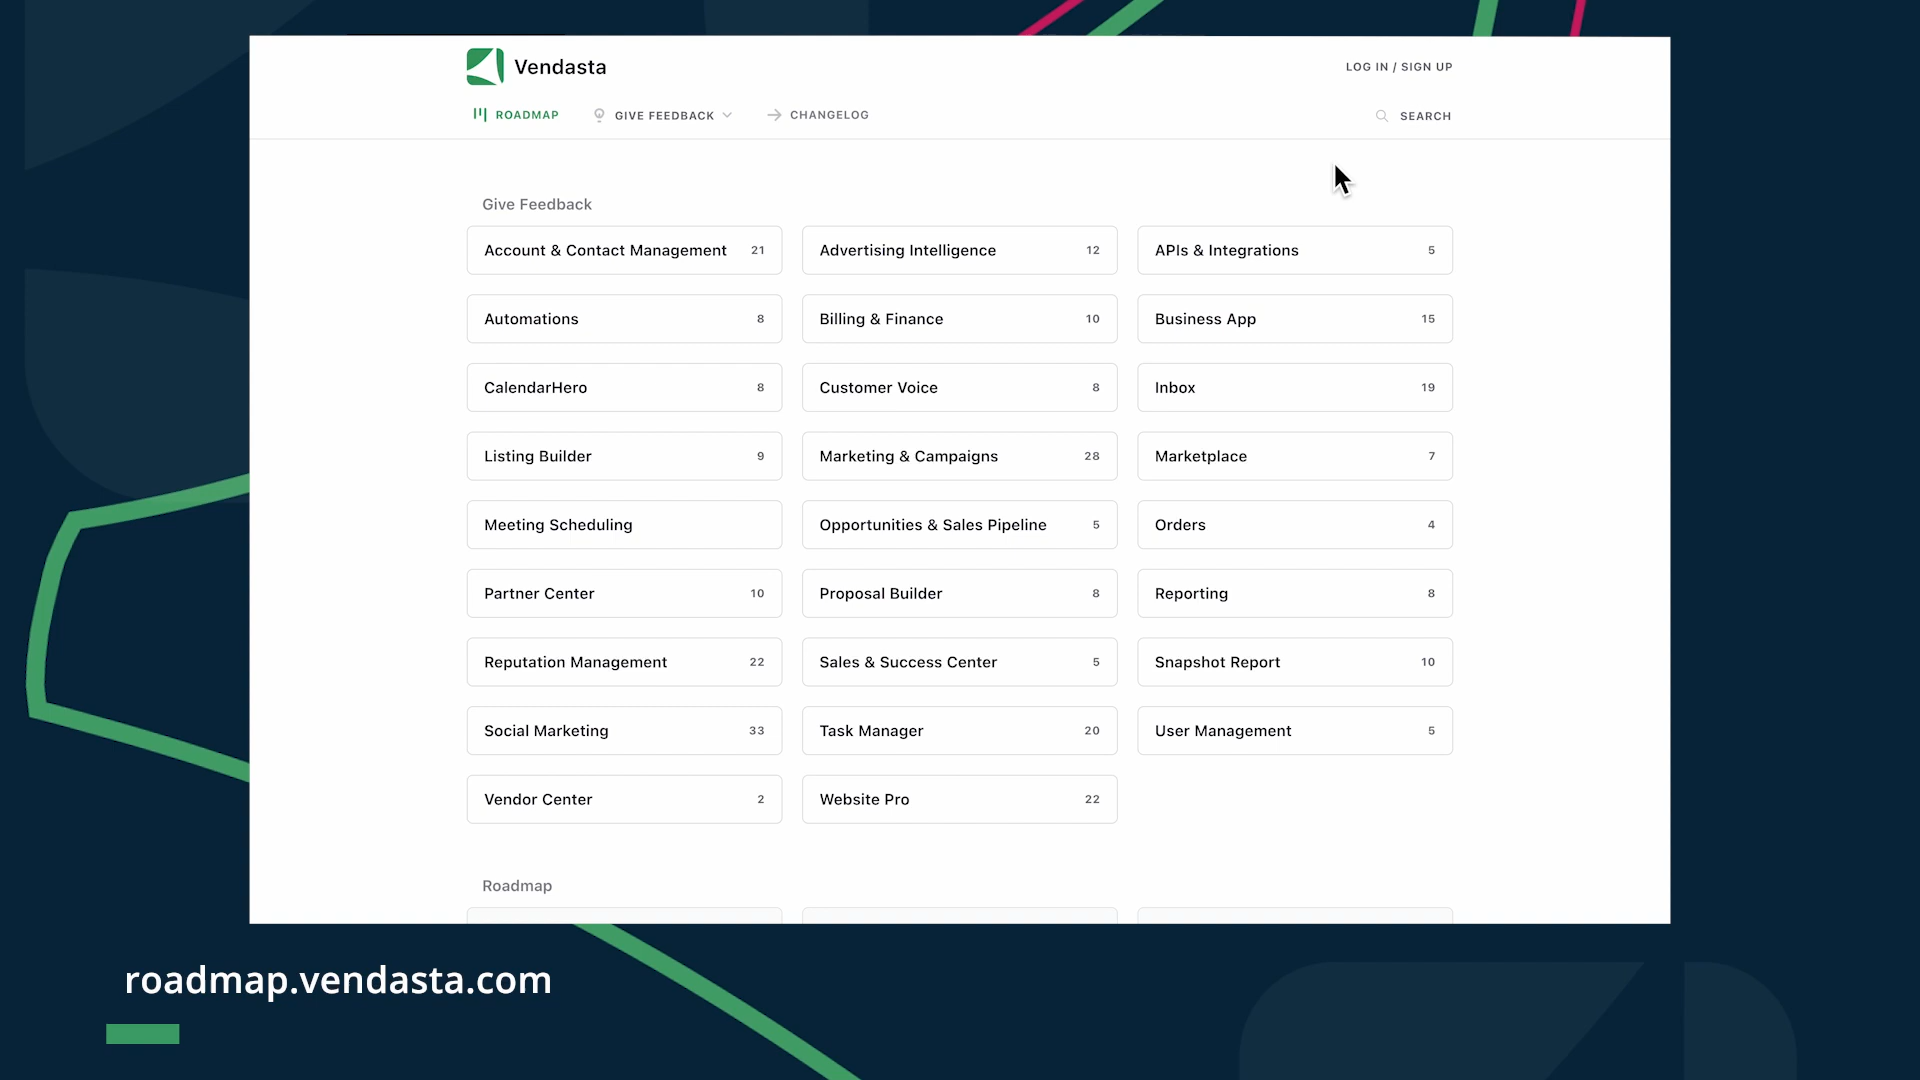 Vendasta
LOG IN / SIGN UP
ROADMAP
GIVE FEEDBACK
CHANGELOG
SEARCH
Give Feedback
Account & Contact Management 21
Advertising Intelligence 12
APIs & Integrations 5
Automations 8
Billing & Finance 10
Business App 15
CalendarHero 8
Customer Voice 8
Inbox 19
Listing Builder 9
Marketing & Campaigns 28
Marketplace 7
Meeting Scheduling
Opportunities & Sales Pipeline 5
Orders 4
Partner Center 10
Proposal Builder 8
Reporting 8
Reputation Management 22
Sales & Success Center 5
Snapshot Report 10
Social Marketing 33
Task Manager 20
User Management 5
Vendor Center 2
Website Pro 22
Roadmap
roadmap.vendasta.com